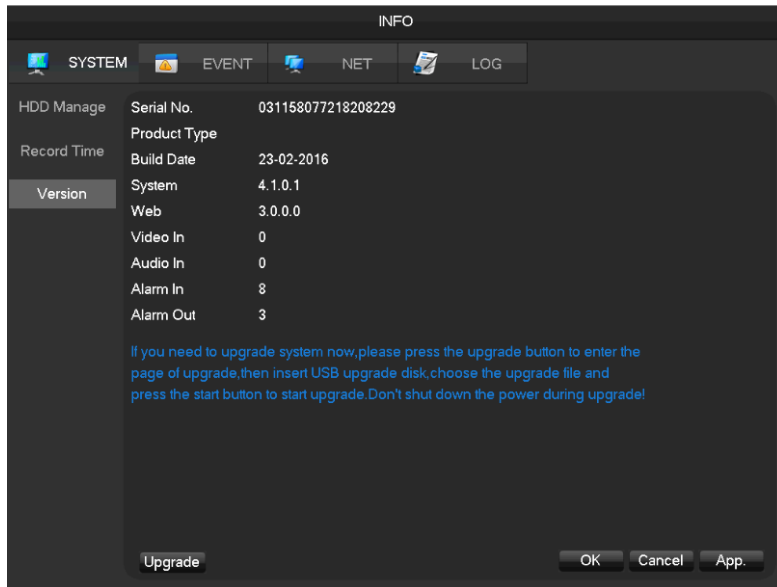 INFO
SYSTEM EVENT NET LOG
HDD Manage
Record Time
Version
Serial No. 031158077218208229
Product Type
Build Date 23-02-2016
System 4.1.0.1
Web 3.0.0.0
Video In 0
Audio In 0
Alarm In 8
Alarm Out 3
If you need to upgrade system now,please press the upgrade button to enter the
page of upgrade,then insert USB upgrade disk,choose the upgrade file and
press the start button to start upgrade.Don't shut down the power during upgrade!
Upgrade OK Cancel App.